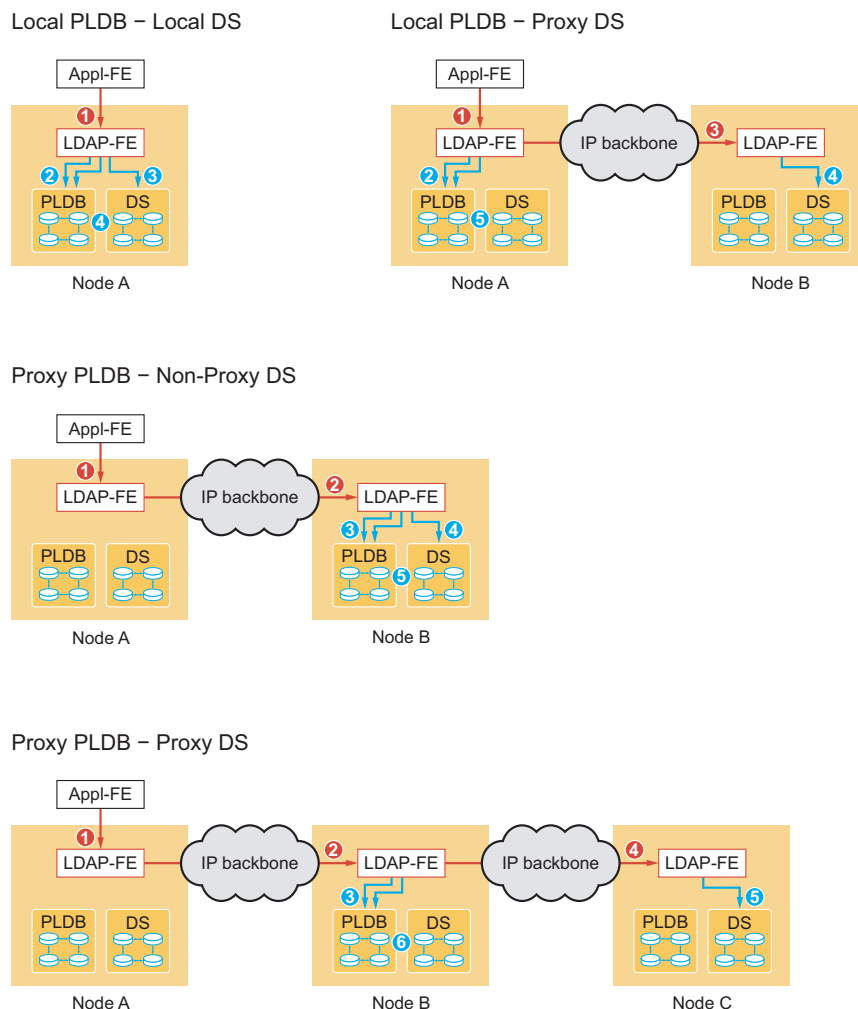 Local PLDB – Local DS
Appl-FE
1
LDAP-FE
2
3
PLDB
DS
4
Node A
Local PLDB – Proxy DS
Appl-FE
1
LDAP-FE
IP backbone
3
LDAP-FE
2
4
PLDB
DS
5
PLDB
DS
Node A
Node B
Proxy PLDB – Non-Proxy DS
Appl-FE
1
LDAP-FE
IP backbone
2
LDAP-FE
3
4
PLDB
DS
PLDB
DS
5
Node A
Node B
Proxy PLDB – Proxy DS
Appl-FE
1
LDAP-FE
IP backbone
2
LDAP-FE
IP backbone
4
LDAP-FE
3
5
PLDB
DS
PLDB
DS
6
PLDB
DS
Node A
Node B
Node C